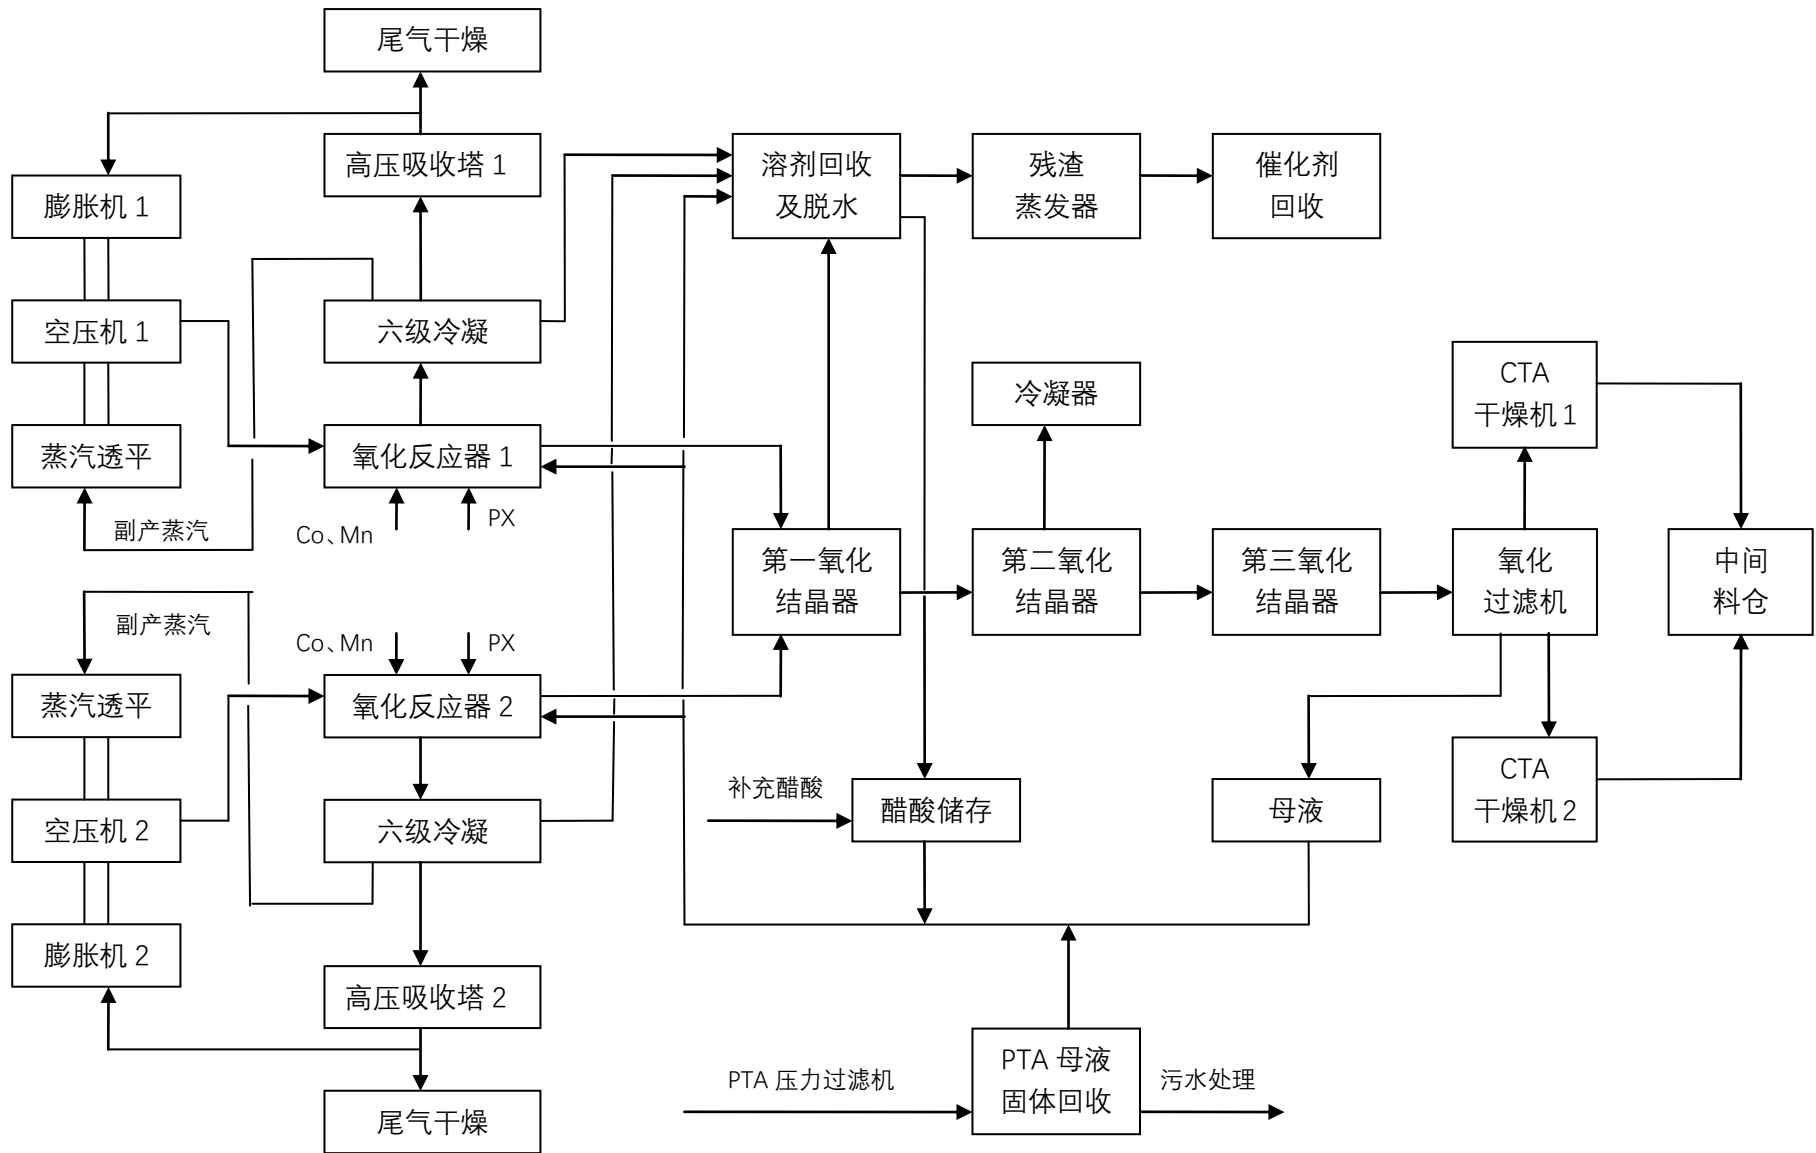 尾气干燥
高压吸收塔 1
溶剂回收
及脱水
残渣
蒸发器
催化剂
回收
膨胀机 1
空压机 1
六级冷凝
冷凝器
CTA
干燥机 1
蒸汽透平
氧化反应器 1
副产蒸汽
Co、Mn
PX
第一氧化
结晶器
第二氧化
结晶器
第三氧化
结晶器
氧化
过滤机
中间
料仓
副产蒸汽
Co、Mn
PX
蒸汽透平
氧化反应器 2
补充醋酸
醋酸储存
母液
CTA
干燥机 2
空压机 2
六级冷凝
膨胀机 2
高压吸收塔 2
PTA 压力过滤机
PTA 母液
固体回收
污水处理
尾气干燥